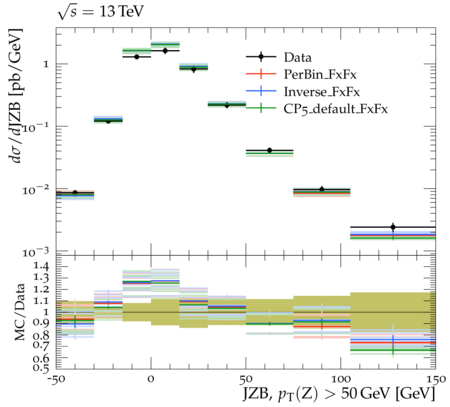 √s = 13 TeV
dσ/dJZB [pb/GeV]
1
10⁻¹
10⁻²
10⁻³
Data
PerBin_FxFx
Inverse_FxFx
CP5_default_FxFx
MC/Data
1.4
1.3
1.2
1.1
1
0.9
0.8
0.7
0.6
0.5
-50 0 50 100 150
JZB, pT(Z) > 50 GeV [GeV]